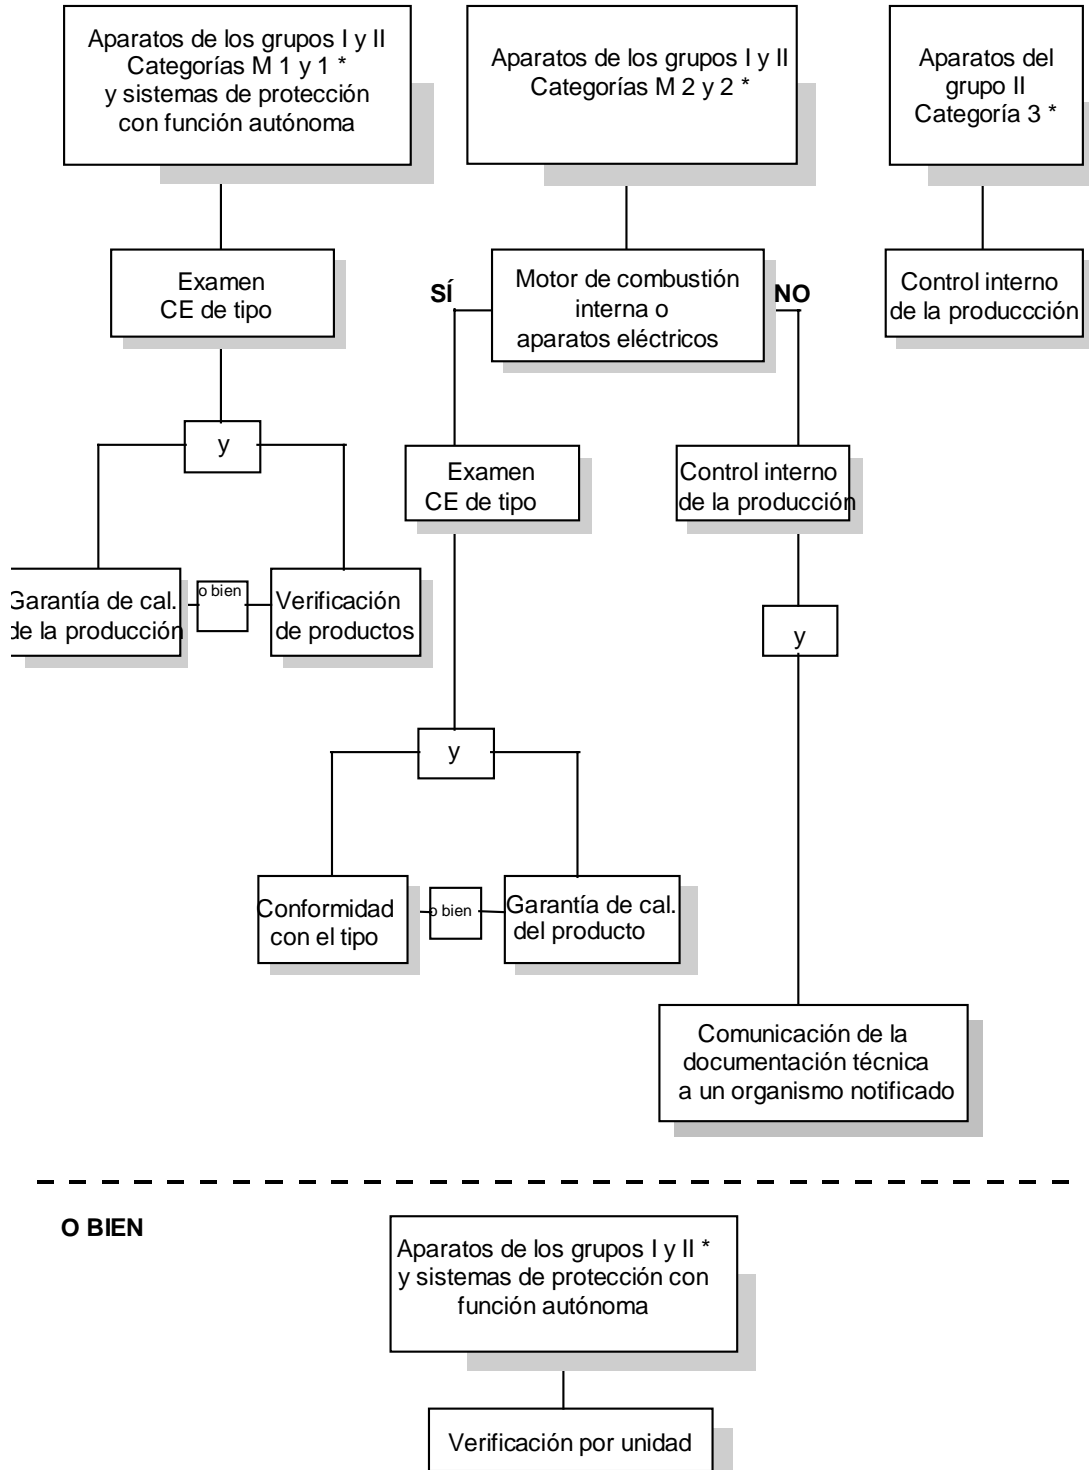 Aparatos de los grupos I y II
Categorías M 1 y 1 *
y sistemas de protección
con función autónoma
Aparatos de los grupos I y II
Categorías M 2 y 2 *
Aparatos del
grupo II
Categoría 3 *
Examen
CE de tipo
SÍ
Motor de combustión
interna o
aparatos eléctricos
NO
Control interno
de la produccción
y
Examen
CE de tipo
Control interno
de la producción
Garantía de cal.
de la producción
o bien
Verificación
de productos
y
y
Conformidad
con el tipo
o bien
Garantía de cal.
del producto
Comunicación de la
documentación técnica
a un organismo notificado
O BIEN
Aparatos de los grupos I y II *
y sistemas de protección con
función autónoma
Verificación por unidad